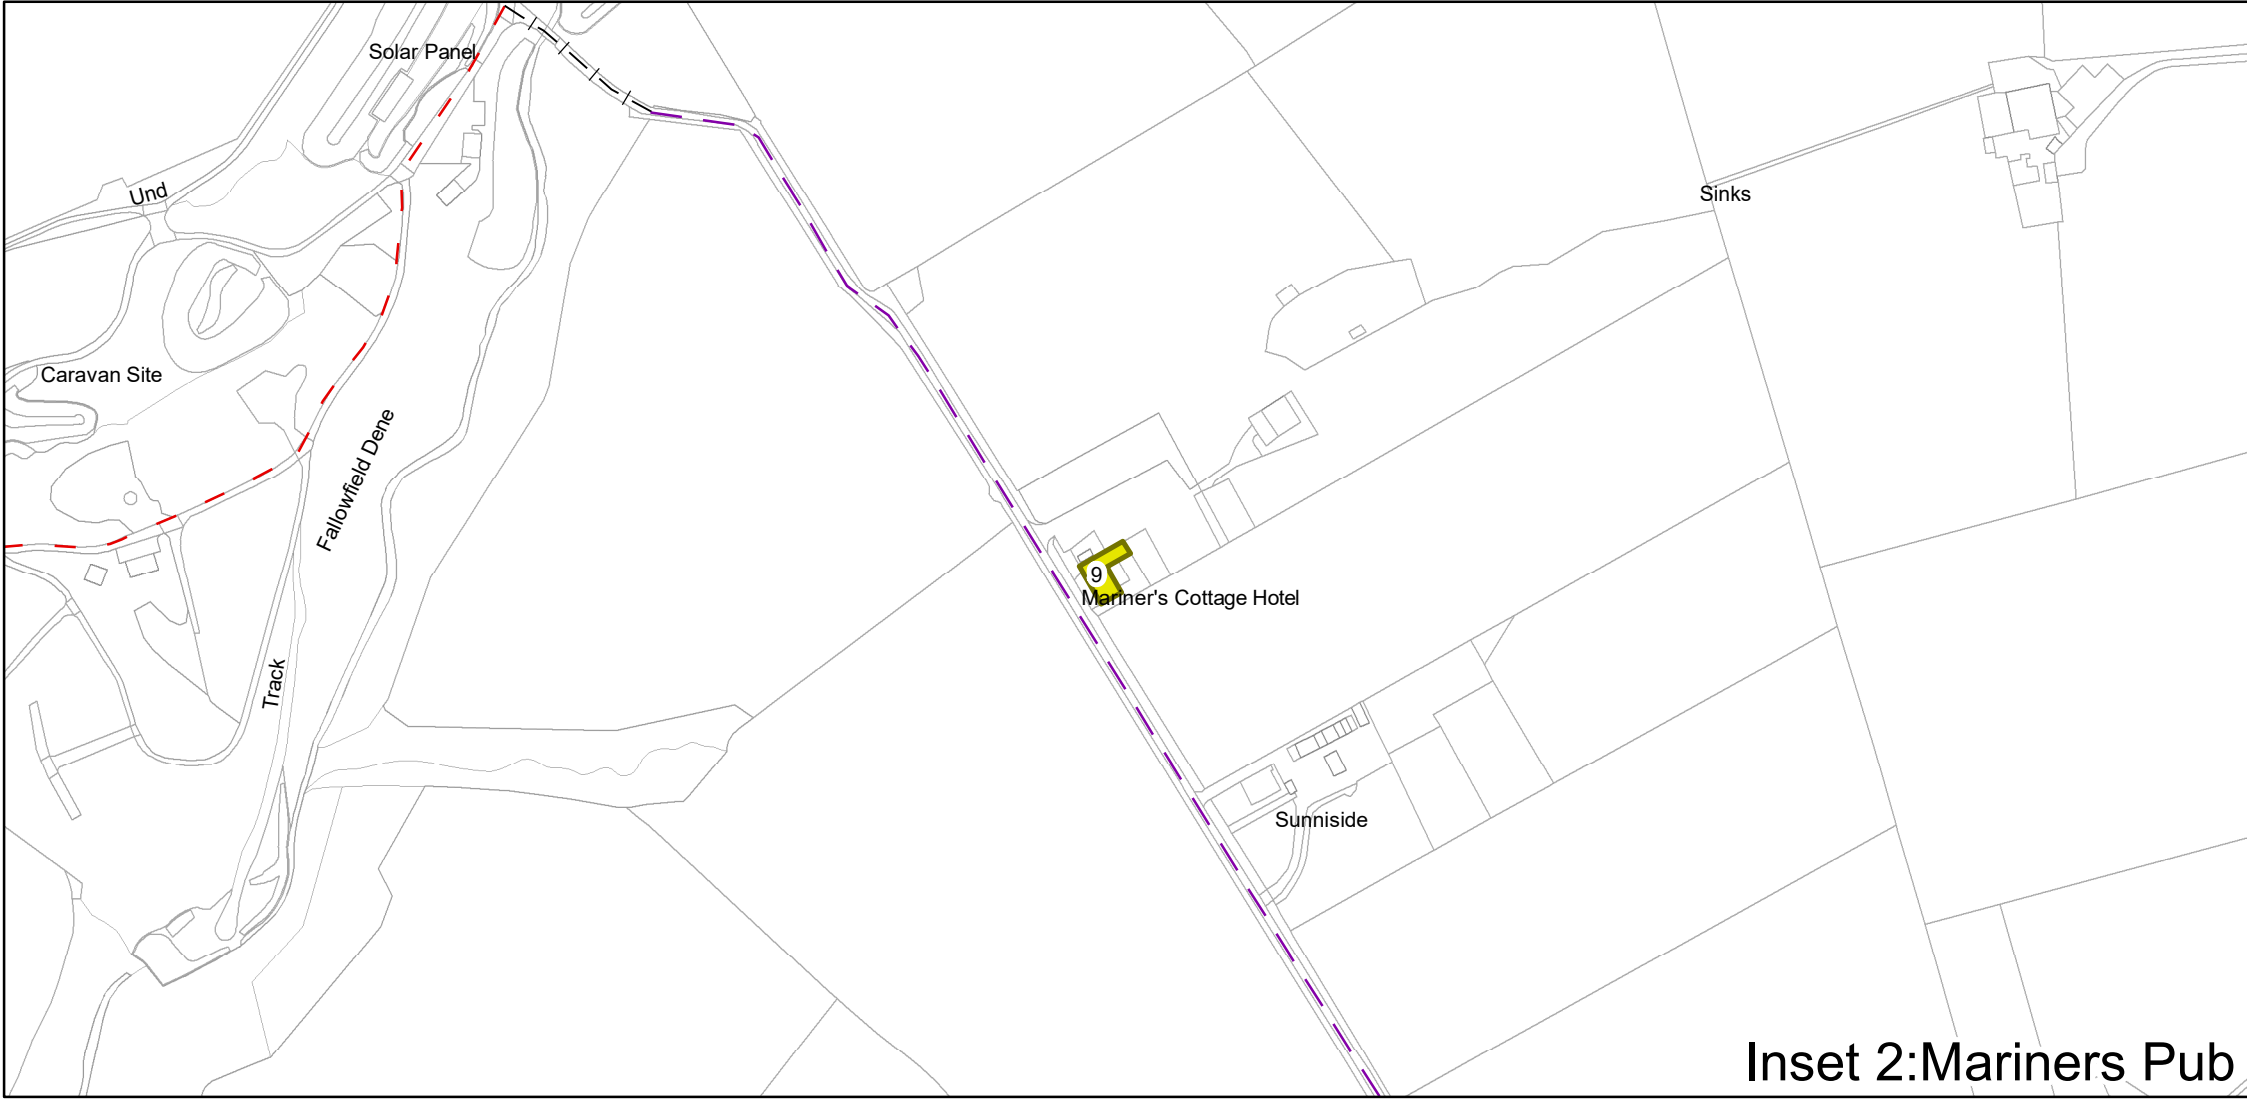 Solar Panel
Und
Sinks
Caravan Site
Fallowfield Dene
9
Mariner's Cottage Hotel
Track
Sunniside
Inset 2:Mariners Pub